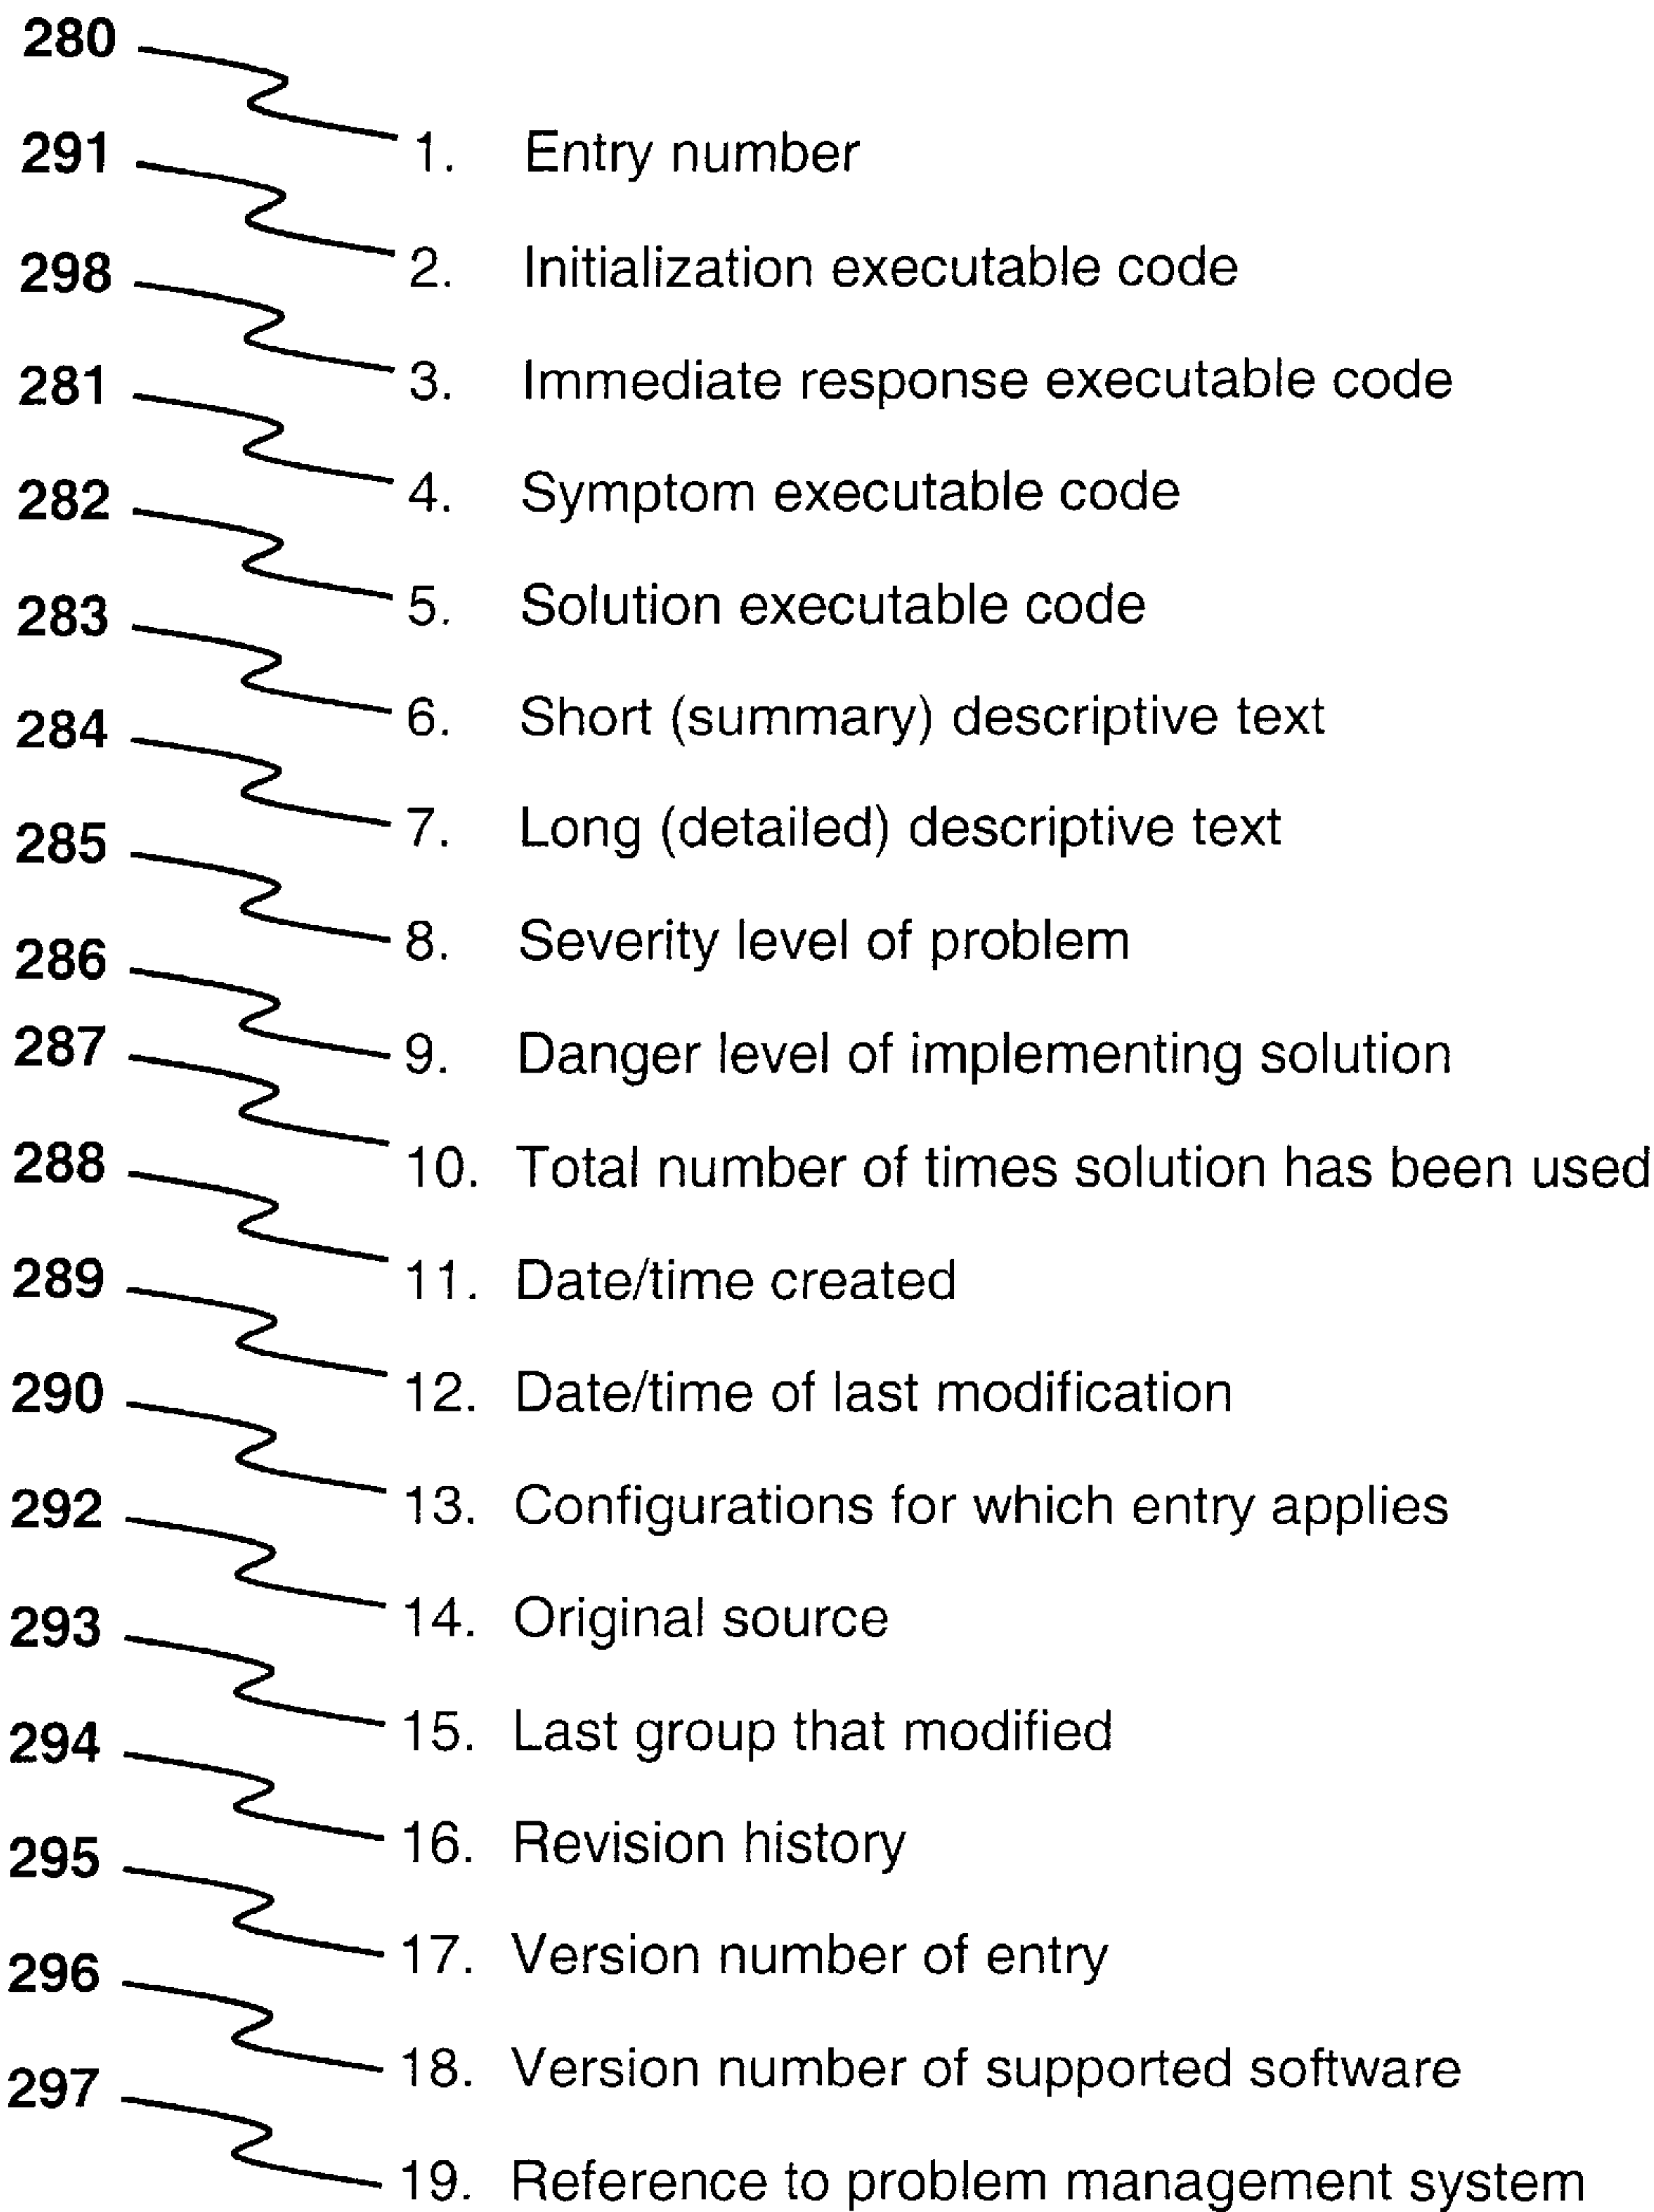 280
1. Entry number
291
2. Initialization executable code
298
3. Immediate response executable code
281
4. Symptom executable code
282
5. Solution executable code
283
6. Short (summary) descriptive text
284
7. Long (detailed) descriptive text
285
8. Severity level of problem
286
9. Danger level of implementing solution
287
10. Total number of times solution has been used
288
11. Date/time created
289
12. Date/time of last modification
290
13. Configurations for which entry applies
292
14. Original source
293
15. Last group that modified
294
16. Revision history
295
17. Version number of entry
296
18. Version number of supported software
297
19. Reference to problem management system